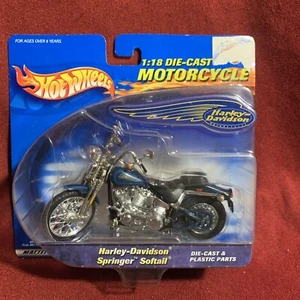 FOR AGES OVER 8 YEARS
1:18 DIE-CAST
MOTORCYCLE
Hot Wheels
Harley-Davidson
Harley-Davidson
Springer Softail
DIE-CAST &
PLASTIC PARTS
MATTEL